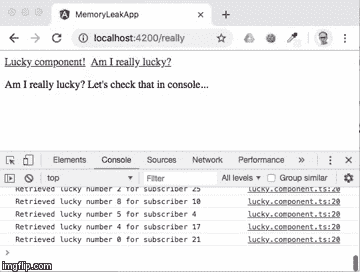 MemoryLeakApp
localhost:4200/really
Lucky component! Am I really lucky?
Am I really lucky? Let's check that in console...
Elements Console Sources Network Performance
top Filter All levels Group similar
Retrieved lucky number 2 for subscriber 25 lucky.component.ts:20
Retrieved lucky number 8 for subscriber 10 lucky.component.ts:20
Retrieved lucky number 5 for subscriber 4 lucky.component.ts:20
Retrieved lucky number 4 for subscriber 17 lucky.component.ts:20
Retrieved lucky number 0 for subscriber 21 lucky.component.ts:20
imgflip.com